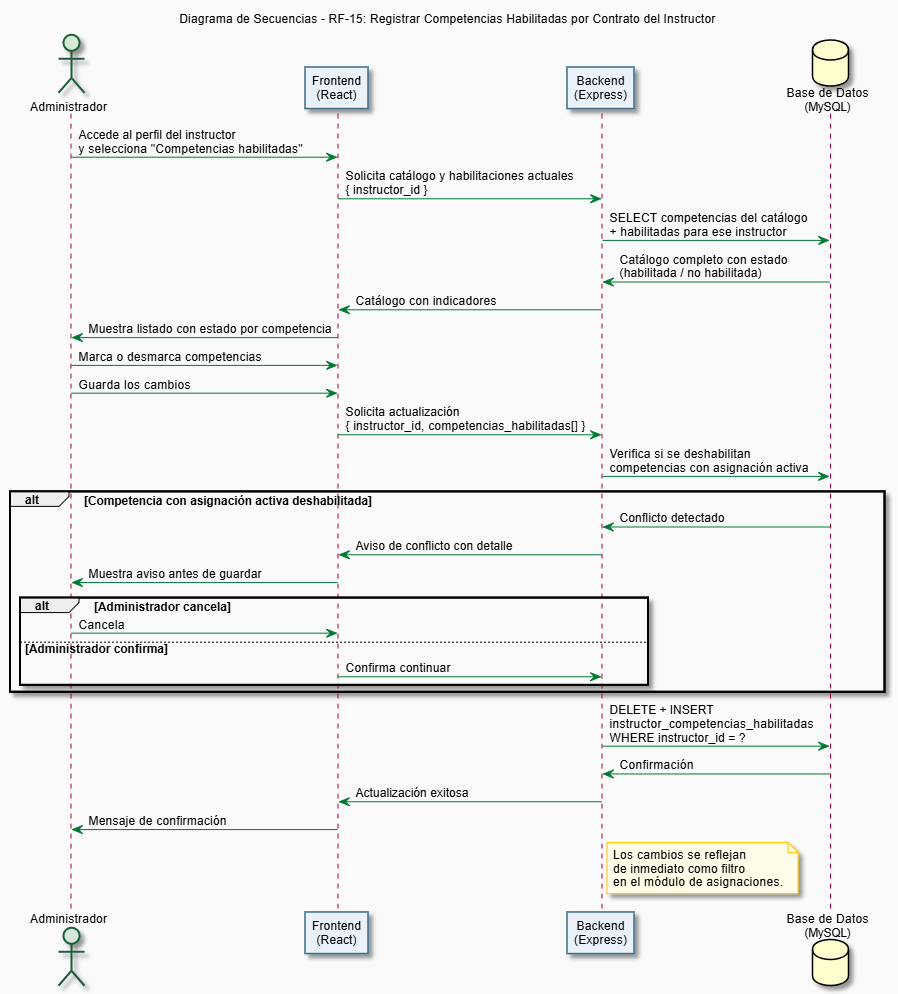 Diagrama de Secuencias - RF-15: Registrar Competencias Habilitadas por Contrato del Instructor
Administrador
Frontend
(React)
Backend
(Express)
Base de Datos
(MySQL)
Accede al perfil del instructor
y selecciona "Competencias habilitadas"
Solicita catálogo y habilitaciones actuales
{ instructor_id }
SELECT competencias del catálogo
+ habilitadas para ese instructor
Catálogo completo con estado
(habilitada / no habilitada)
Catálogo con indicadores
Muestra listado con estado por competencia
Marca o desmarca competencias
Guarda los cambios
Solicita actualización
{ instructor_id, competencias_habilitadas[] }
Verifica si se deshabilitan
competencias con asignación activa
alt [Competencia con asignación activa deshabilitada]
Conflicto detectado
Aviso de conflicto con detalle
Muestra aviso antes de guardar
alt [Administrador cancela]
Cancela
[Administrador confirma]
Confirma continuar
DELETE + INSERT
instructor_competencias_habilitadas
WHERE instructor_id = ?
Confirmación
Actualización exitosa
Mensaje de confirmación
Los cambios se reflejan
de inmediato como filtro
en el módulo de asignaciones.
Administrador
Frontend
(React)
Backend
(Express)
Base de Datos
(MySQL)